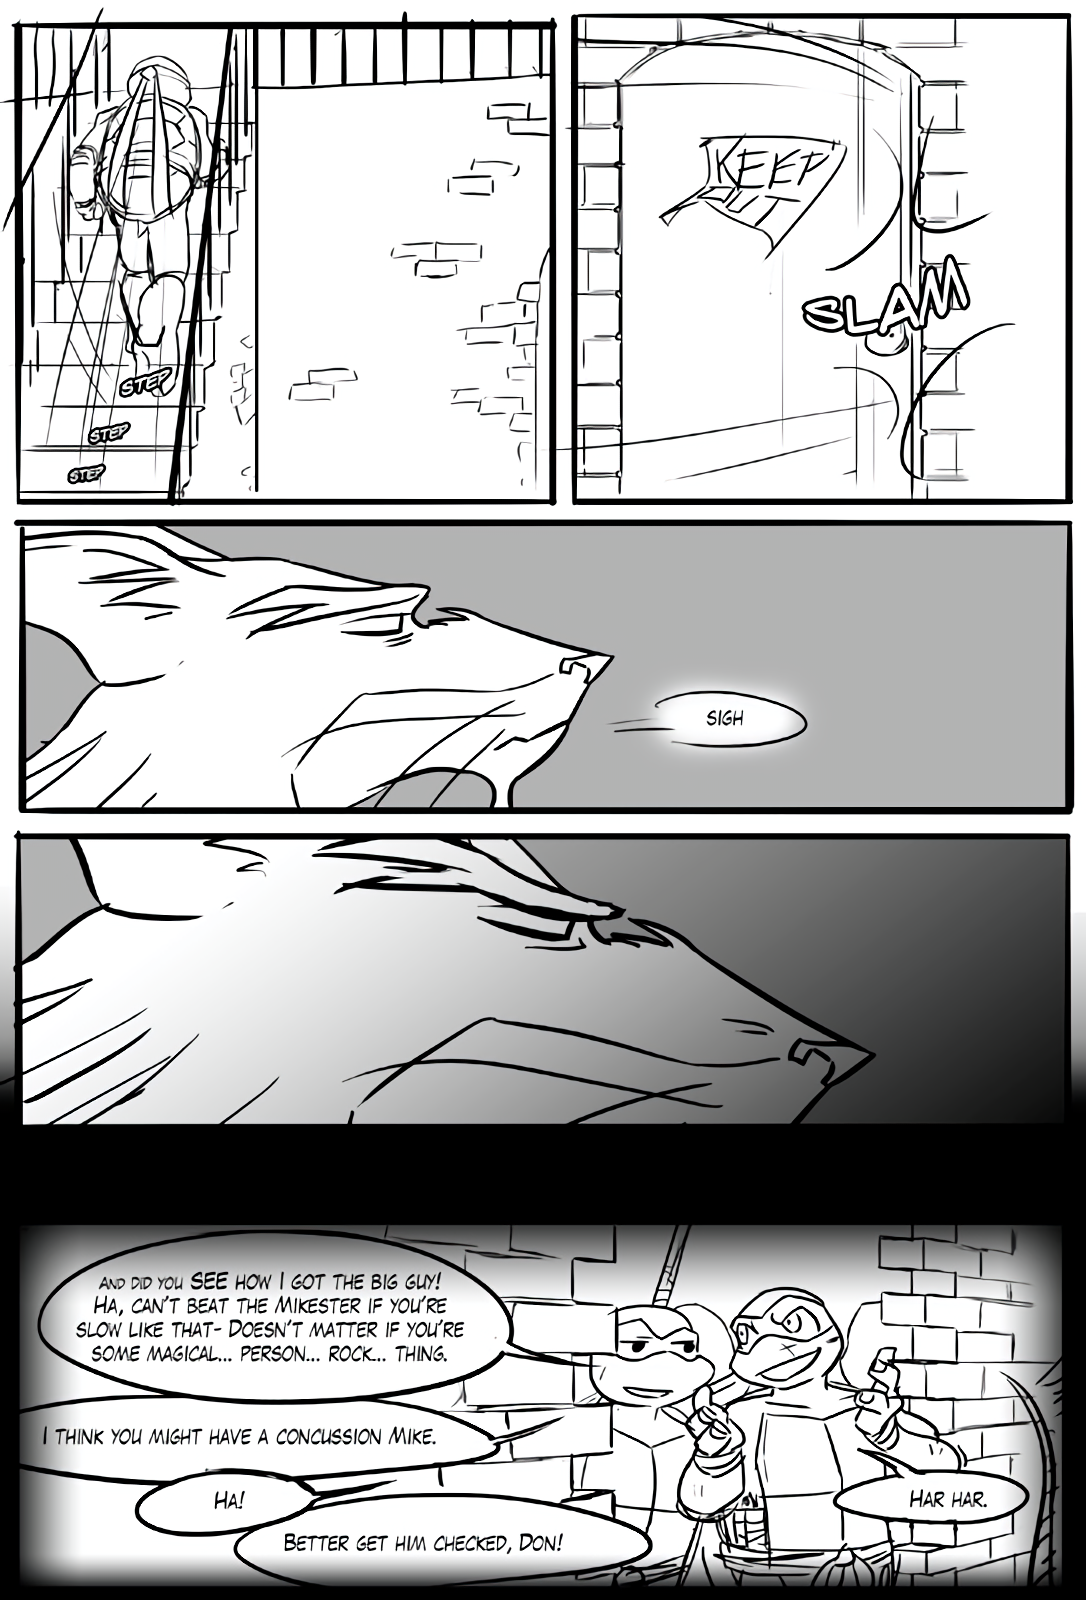 STEP
STEP
STEP
KEEP
OUT
SLAM
SIGH
AND DID YOU SEE HOW I GOT THE BIG GUY!
HA, CAN'T BEAT THE MIKESTER IF YOU'RE
SLOW LIKE THAT- DOESN'T MATTER IF YOU'RE
SOME MAGICAL... PERSON... ROCK... THING.
I THINK YOU MIGHT HAVE A CONCUSSION MIKE.
HA!
HAR HAR.
BETTER GET HIM CHECKED, DON!